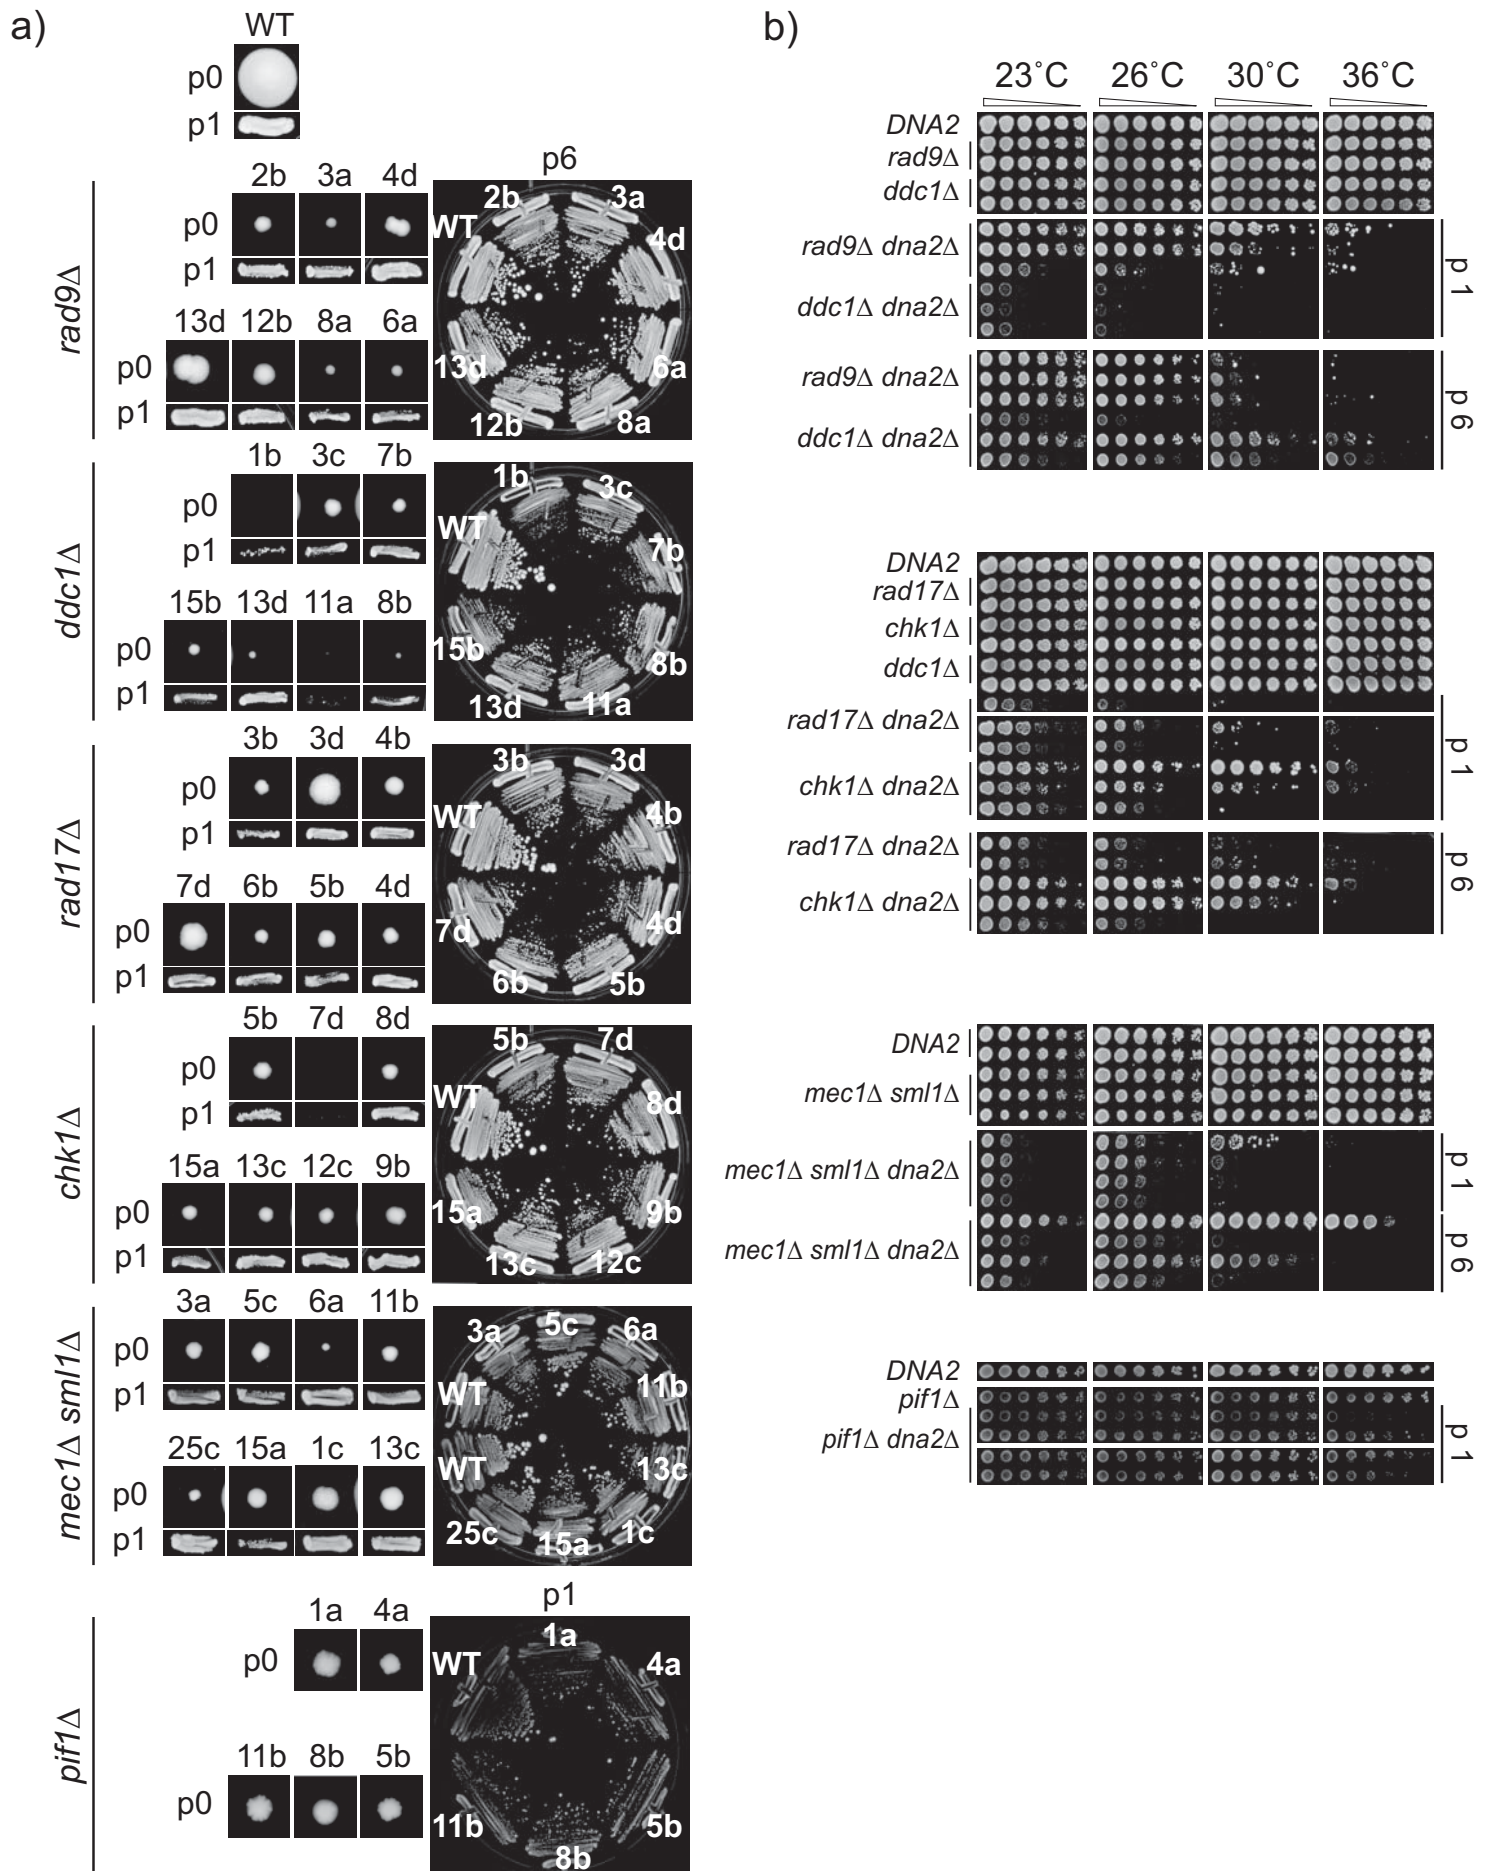 a)
WT
p0
p1
p6
rad9Δ
2b 3a 4d
p0
p1
13d 12b 8a 6a
p0
p1
2b 3a
WT 4d
13d 6a
12b 8a
ddc1Δ
1b 3c 7b
p0
p1
15b 13d 11a 8b
p0
p1
1b 3c
WT 7b
15b 8b
13d 11a
rad17Δ
3b 3d 4b
p0
p1
7d 6b 5b 4d
p0
p1
3b 3d
WT 4b
7d 4d
6b 5b
chk1Δ
5b 7d 8d
p0
p1
15a 13c 12c 9b
p0
p1
5b 7d
WT 8d
15a 9b
13c 12c
mec1Δ sml1Δ
3a 5c 6a 11b
p0
p1
25c 15a 1c 13c
p0
p1
3a 5c 6a
WT 11b
WT 13c
25c 15a 1c
pif1Δ
1a 4a
p0
11b 8b 5b
p0
p1
1a
WT 4a
11b 5b
8b
b)
23˚C 26˚C 30˚C 36˚C
DNA2
rad9Δ
ddc1Δ
rad9Δ dna2Δ
ddc1Δ dna2Δ
p 1
rad9Δ dna2Δ
ddc1Δ dna2Δ
p 6
DNA2
rad17Δ
chk1Δ
ddc1Δ
rad17Δ dna2Δ
chk1Δ dna2Δ
p 1
rad17Δ dna2Δ
chk1Δ dna2Δ
p 6
DNA2
mec1Δ sml1Δ
mec1Δ sml1Δ dna2Δ
p 1
mec1Δ sml1Δ dna2Δ
p 6
DNA2
pif1Δ
pif1Δ dna2Δ
p 1